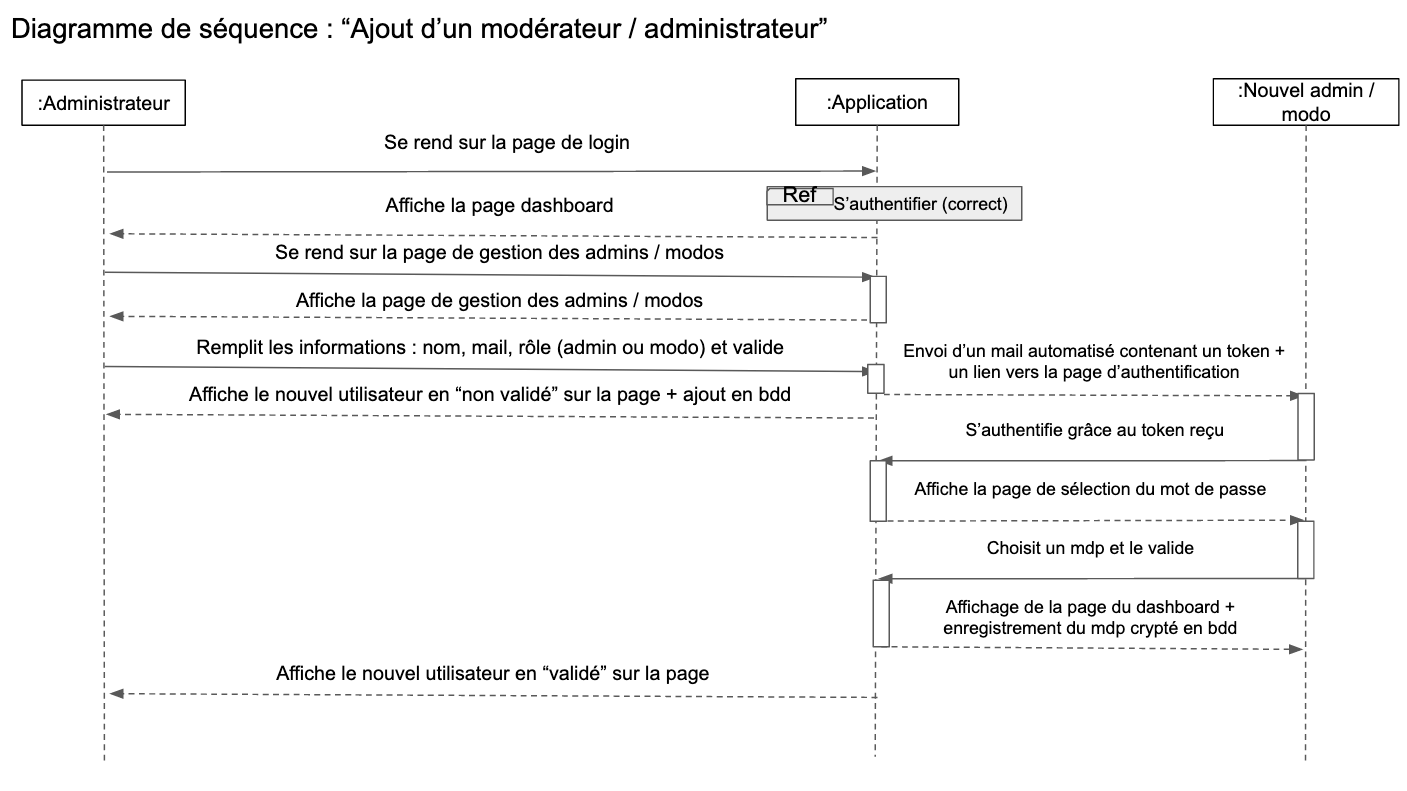 Diagramme de séquence : “Ajout d’un modérateur / administrateur”
:Administrateur
:Application
:Nouvel admin /
modo
Se rend sur la page de login
Ref
S’authentifier (correct)
Affiche la page dashboard
Se rend sur la page de gestion des admins / modos
Affiche la page de gestion des admins / modos
Remplit les informations : nom, mail, rôle (admin ou modo) et valide
Envoi d’un mail automatisé contenant un token +
un lien vers la page d’authentification
Affiche le nouvel utilisateur en “non validé” sur la page + ajout en bdd
S’authentifie grâce au token reçu
Affiche la page de sélection du mot de passe
Choisit un mdp et le valide
Affichage de la page du dashboard +
enregistrement du mdp crypté en bdd
Affiche le nouvel utilisateur en “validé” sur la page